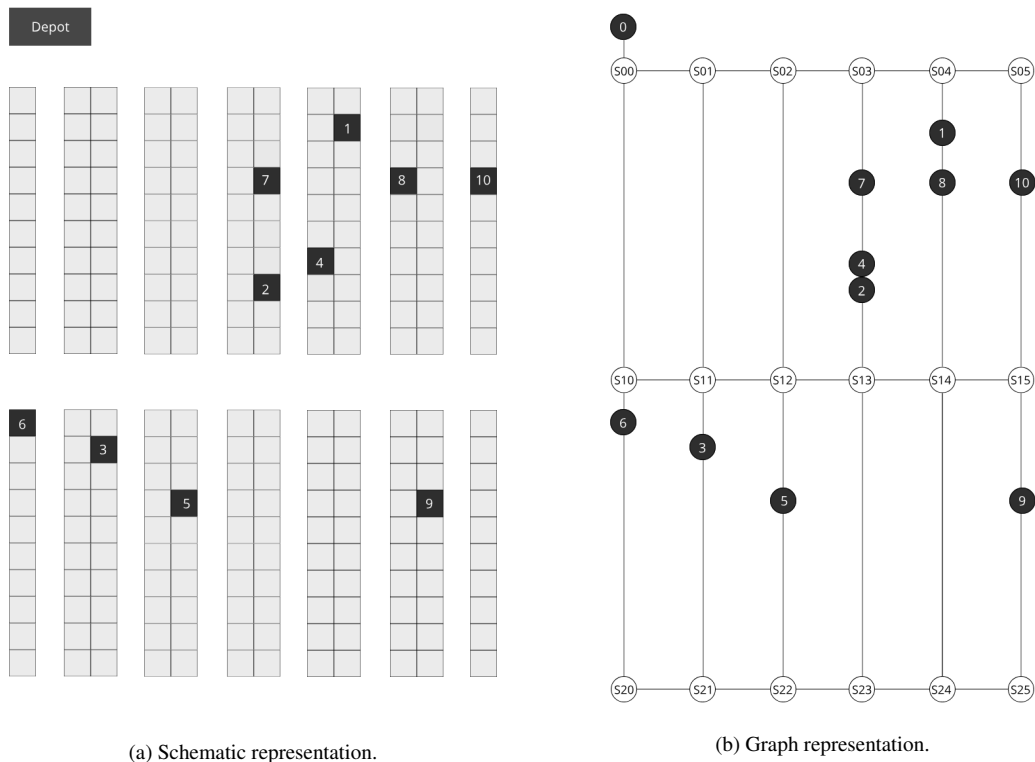 Depot
1
7
8
10
4
2
6
3
5
9
(a) Schematic representation.
0
S00 S01 S02 S03 S04 S05
1
7 8 10
4
2
S10 S11 S12 S13 S14 S15
6
3
5 9
S20 S21 S22 S23 S24 S25
(b) Graph representation.